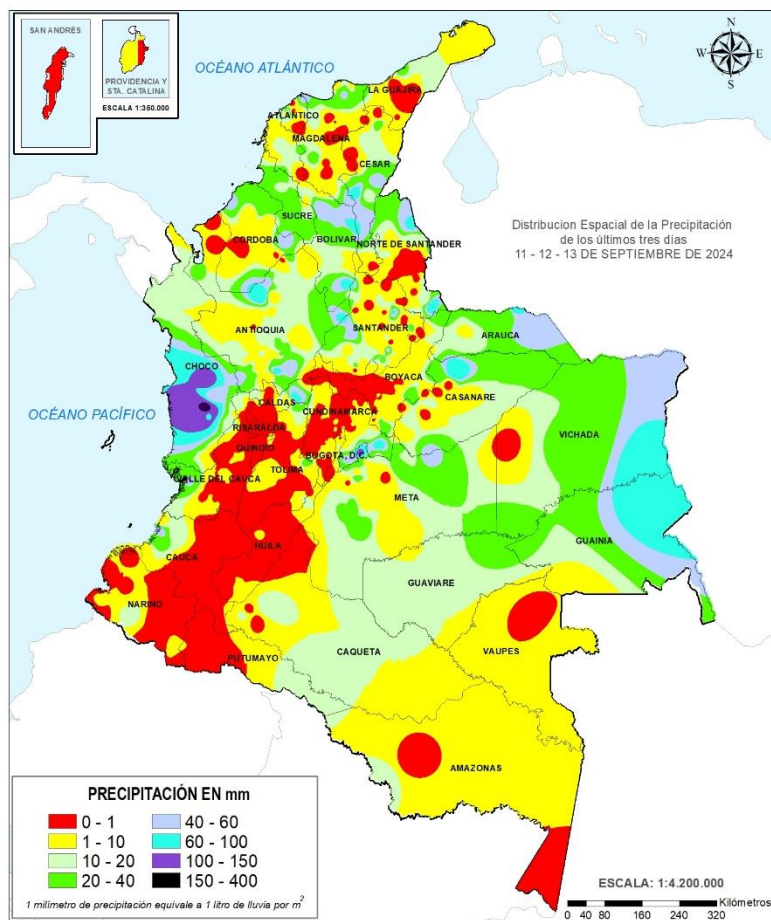 SAN ANDRÉS
PROVIDENCIA Y
STA. CATALINA
ESCALA 1:350.000
OCÉANO ATLÁNTICO
N
W
E
S
LA GUAJIRA
ATLANTICO
MAGDALENA
CESAR
SUCRE
CORDOBA
BOLIVAR
NORTE DE SANTANDER
Distribucion Espacial de la Precipitación
de los últimos tres días
11 - 12 - 13 DE SEPTIEMBRE DE 2024
ANTIOQUIA
SANTANDER
ARAUCA
CHOCO
BOYACA
CASANARE
OCÉANO PACÍFICO
CALDAS
CUNDINAMARCA
RISARALDA
VICHADA
QUINDIO
BOGOTA, D.C.
TOLIMA
VALLE DEL CAUCA
META
GUAINIA
CAUCA
HUILA
GUAVIARE
NARIÑO
CAQUETA
VAUPES
PUTUMAYO
AMAZONAS
PRECIPITACIÓN EN mm
0 - 1
40 - 60
1 - 10
60 - 100
10 - 20
100 - 150
20 - 40
150 - 400
1 milímetro de precipitación equivale a 1 litro de lluvia por m2
ESCALA: 1:4.200.000
Kilómetros
0 40 80 160 240 320